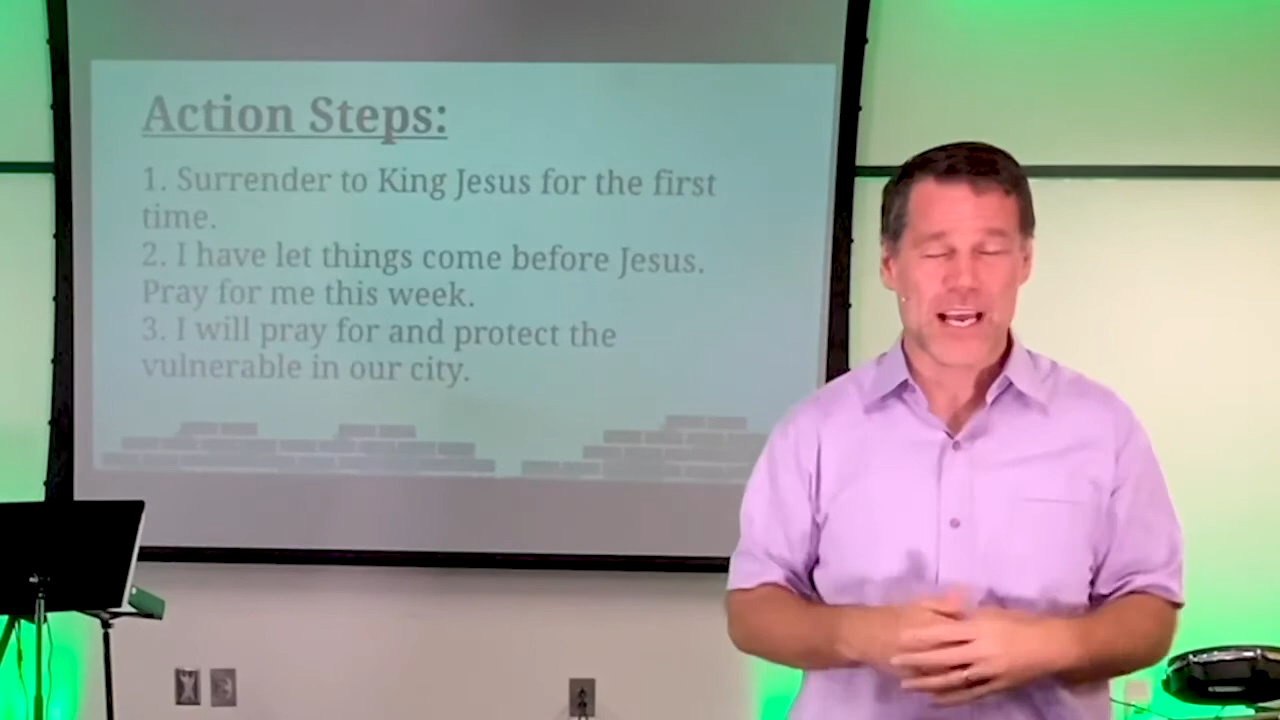 Action Steps:
1. Surrender to King Jesus for the first
time.
2. I have let things come before Jesus.
Pray for me this week.
3. I will pray for and protect the
vulnerable in our city.